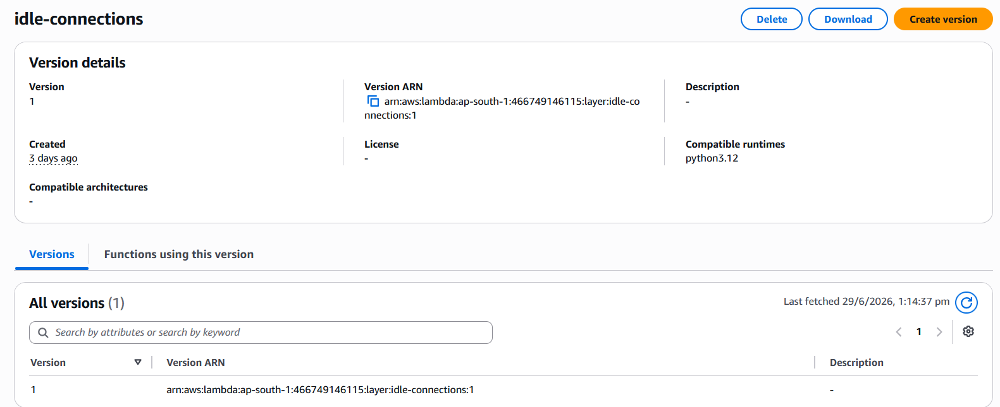 idle-connections
Delete
Download
Create version
Version details
Version
1
Version ARN
arn:aws:lambda:ap-south-1:466749146115:layer:idle-co
nnections:1
Description
-
Created
3 days ago
License
-
Compatible runtimes
python3.12
Compatible architectures
-
Versions
Functions using this version
All versions (1)
Last fetched 29/6/2026, 1:14:37 pm
Search by attributes or search by keyword
1
Version
Version ARN
Description
1
arn:aws:lambda:ap-south-1:466749146115:layer:idle-connections:1
-